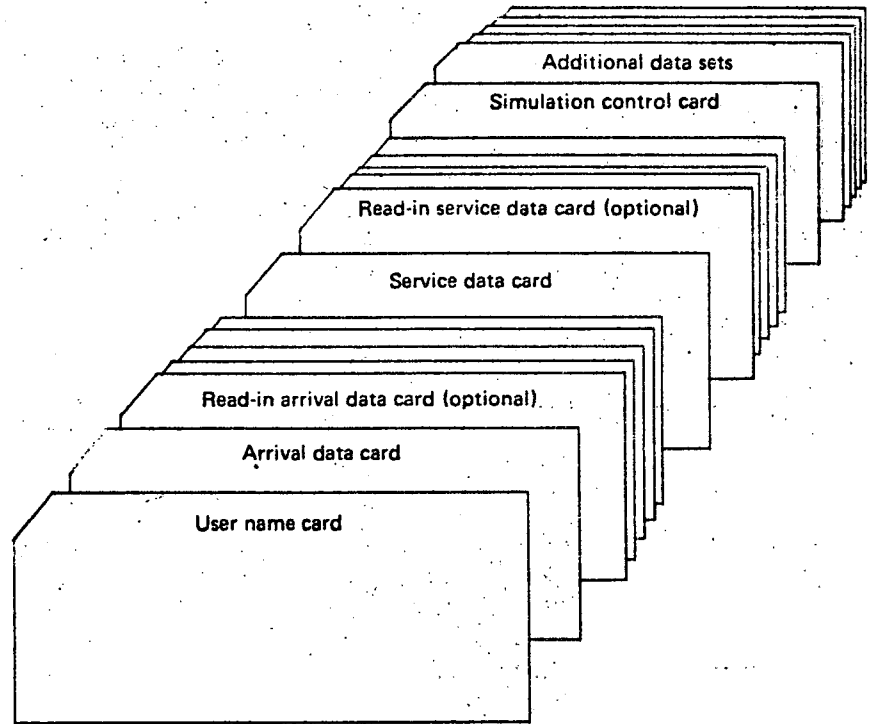 Additional data sets
Simulation control card
Read-in service data card (optional)
Service data card
Read-in arrival data card (optional)
Arrival data card
User name card